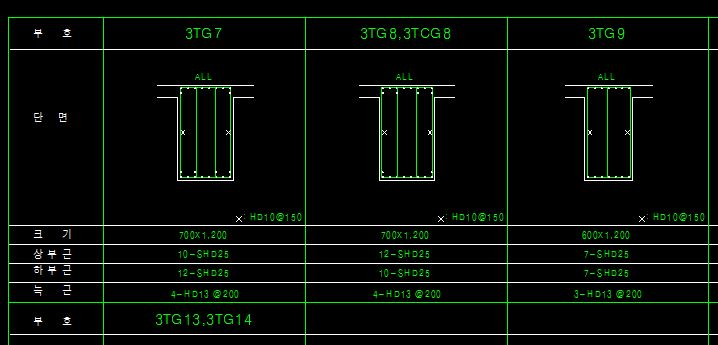 부 호 3TG7 3TG8,3TCG8 3TG9
ALL ALL ALL
단 면
: HD10@150 : HD10@150 : HD10@150
크 기 700X1,200 700X1,200 600X1,200
상 부 근 10-SHD25 12-SHD25 7-SHD25
하 부 근 12-SHD25 10-SHD25 7-SHD25
늑 근 4-HD13 @200 4-HD13 @200 3-HD13 @200
부 호 3TG13,3TG14